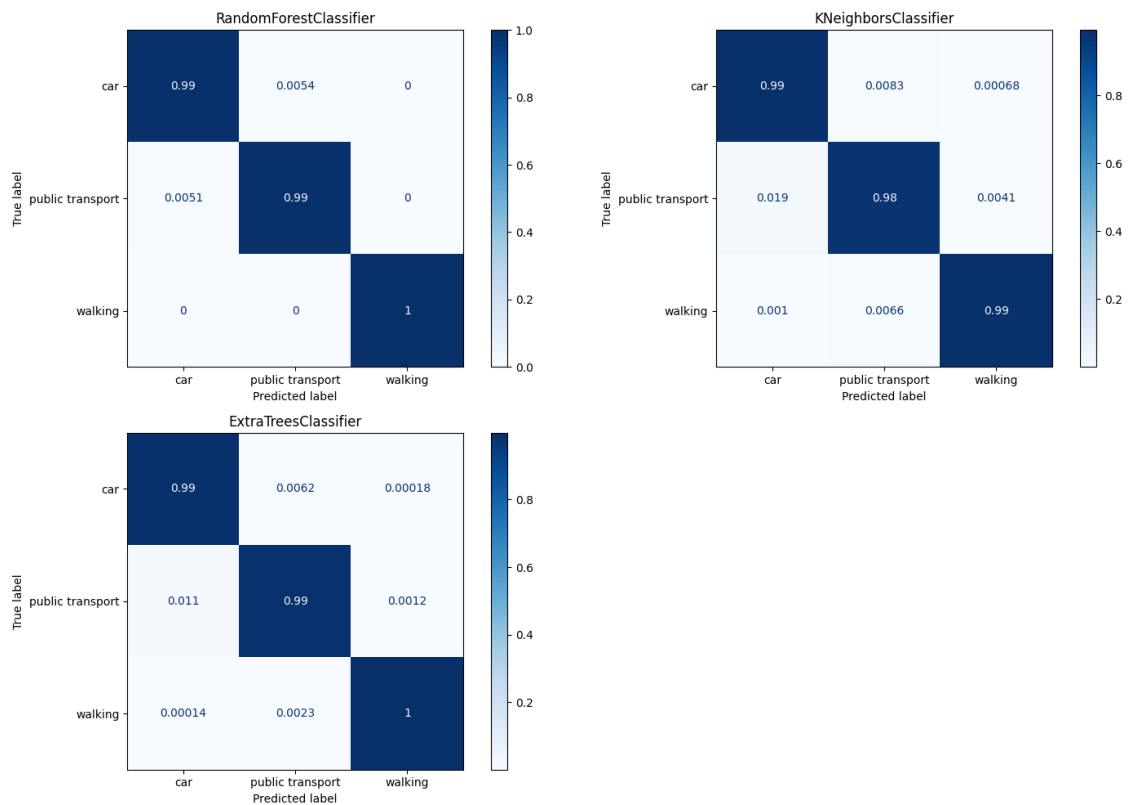 RandomForestClassifier
car
0.99 0.0054 0
public transport
0.0051 0.99 0
walking
0 0 1
car public transport walking
Predicted label
True label
1.0
0.8
0.6
0.4
0.2
0.0
KNeighborsClassifier
car
0.99 0.0083 0.00068
public transport
0.019 0.98 0.0041
walking
0.001 0.0066 0.99
car public transport walking
Predicted label
True label
0.8
0.6
0.4
0.2
ExtraTreesClassifier
car
0.99 0.0062 0.00018
public transport
0.011 0.99 0.0012
walking
0.00014 0.0023 1
car public transport walking
Predicted label
True label
0.8
0.6
0.4
0.2